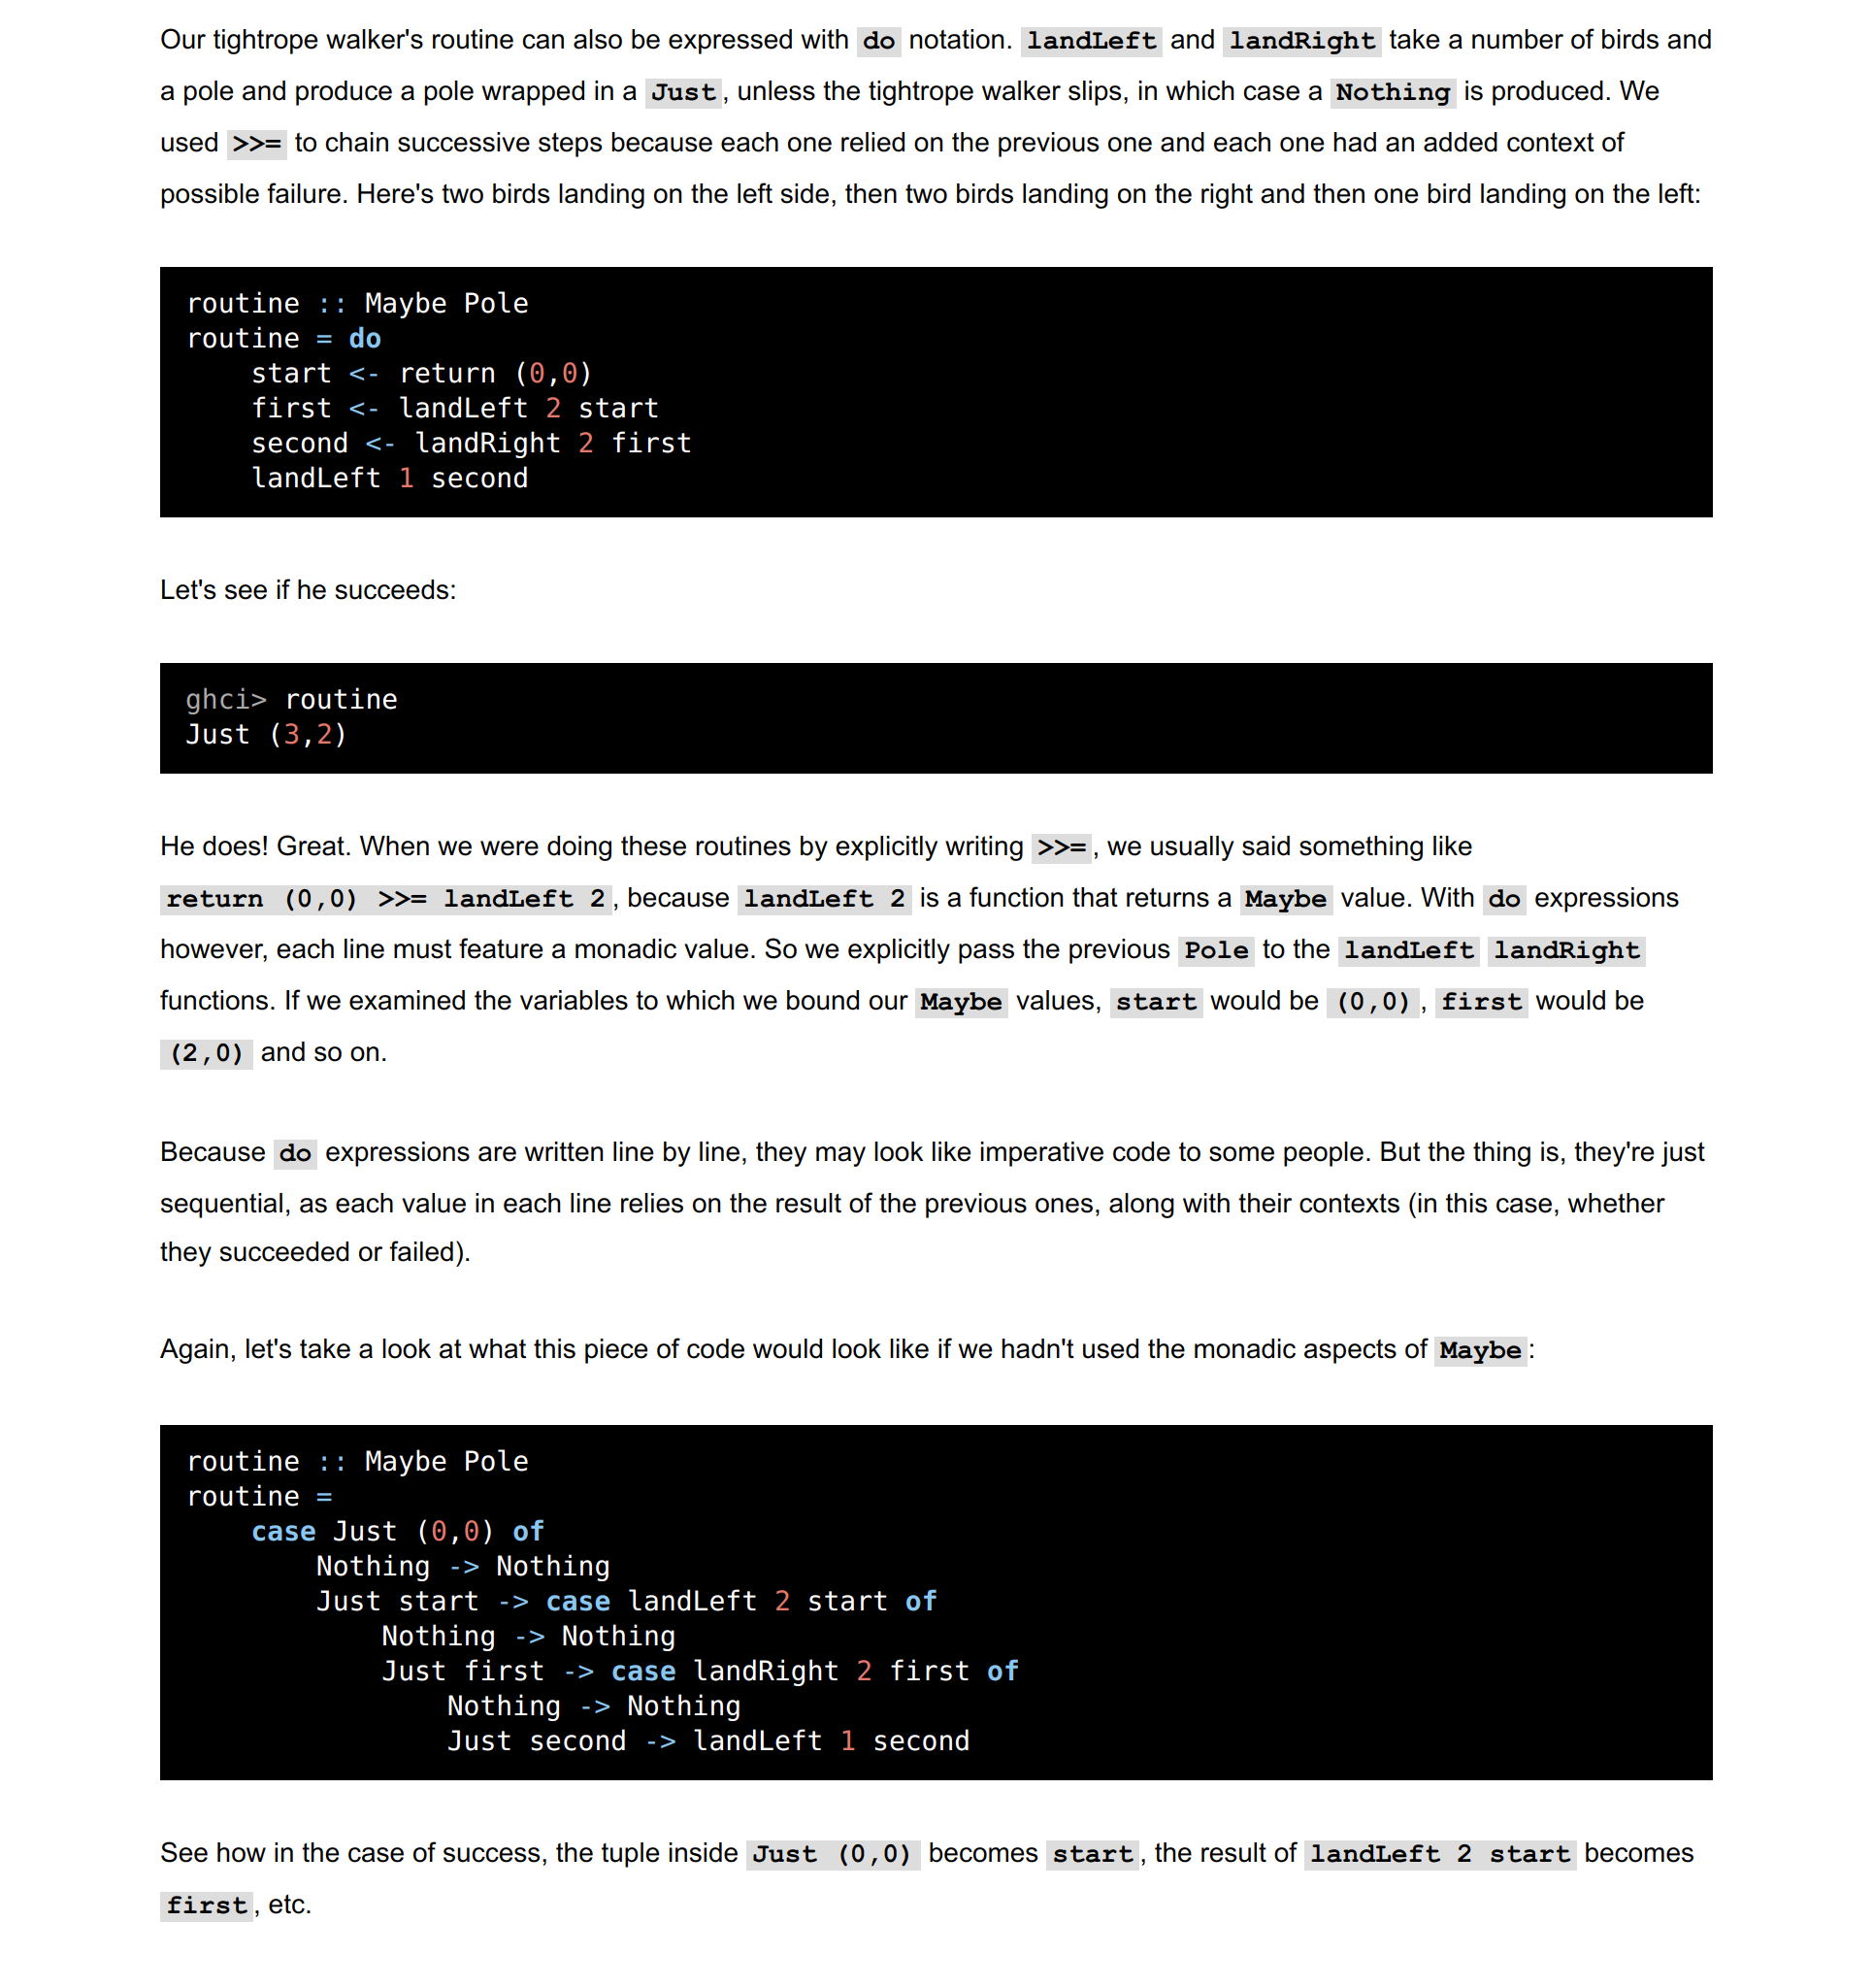 Our tightrope walker's routine can also be expressed with do notation. landLeft and landRight take a number of birds and
a pole and produce a pole wrapped in a Just, unless the tightrope walker slips, in which case a Nothing is produced. We
used >>= to chain successive steps because each one relied on the previous one and each one had an added context of
possible failure. Here's two birds landing on the left side, then two birds landing on the right and then one bird landing on the left:
routine :: Maybe Pole
routine = do
    start <- return (0,0)
    first <- landLeft 2 start
    second <- landRight 2 first
    landLeft 1 second
Let's see if he succeeds:
ghci> routine
Just (3,2)
He does! Great. When we were doing these routines by explicitly writing >>=, we usually said something like
return (0,0) >>= landLeft 2, because landLeft 2 is a function that returns a Maybe value. With do expressions
however, each line must feature a monadic value. So we explicitly pass the previous Pole to the landLeft landRight
functions. If we examined the variables to which we bound our Maybe values, start would be (0,0), first would be
(2,0) and so on.
Because do expressions are written line by line, they may look like imperative code to some people. But the thing is, they're just
sequential, as each value in each line relies on the result of the previous ones, along with their contexts (in this case, whether
they succeeded or failed).
Again, let's take a look at what this piece of code would look like if we hadn't used the monadic aspects of Maybe:
routine :: Maybe Pole
routine =
    case Just (0,0) of
        Nothing -> Nothing
        Just start -> case landLeft 2 start of
            Nothing -> Nothing
            Just first -> case landRight 2 first of
                Nothing -> Nothing
                Just second -> landLeft 1 second
See how in the case of success, the tuple inside Just (0,0) becomes start, the result of landLeft 2 start becomes
first, etc.